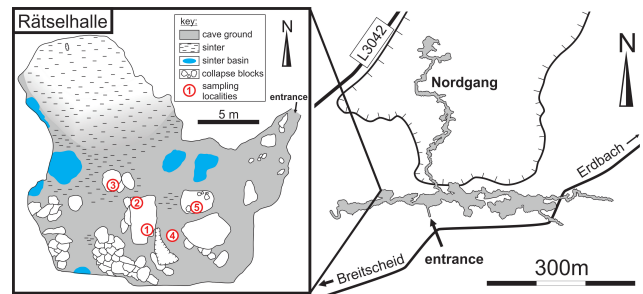 Rätselhalle
key:
cave ground
sinter
sinter basin
collapse blocks
1 sampling
localities
N
5 m
entrance
3
2
1
4
5
L3042
Nordgang
N
Erdbach
Breitscheid
entrance
300m